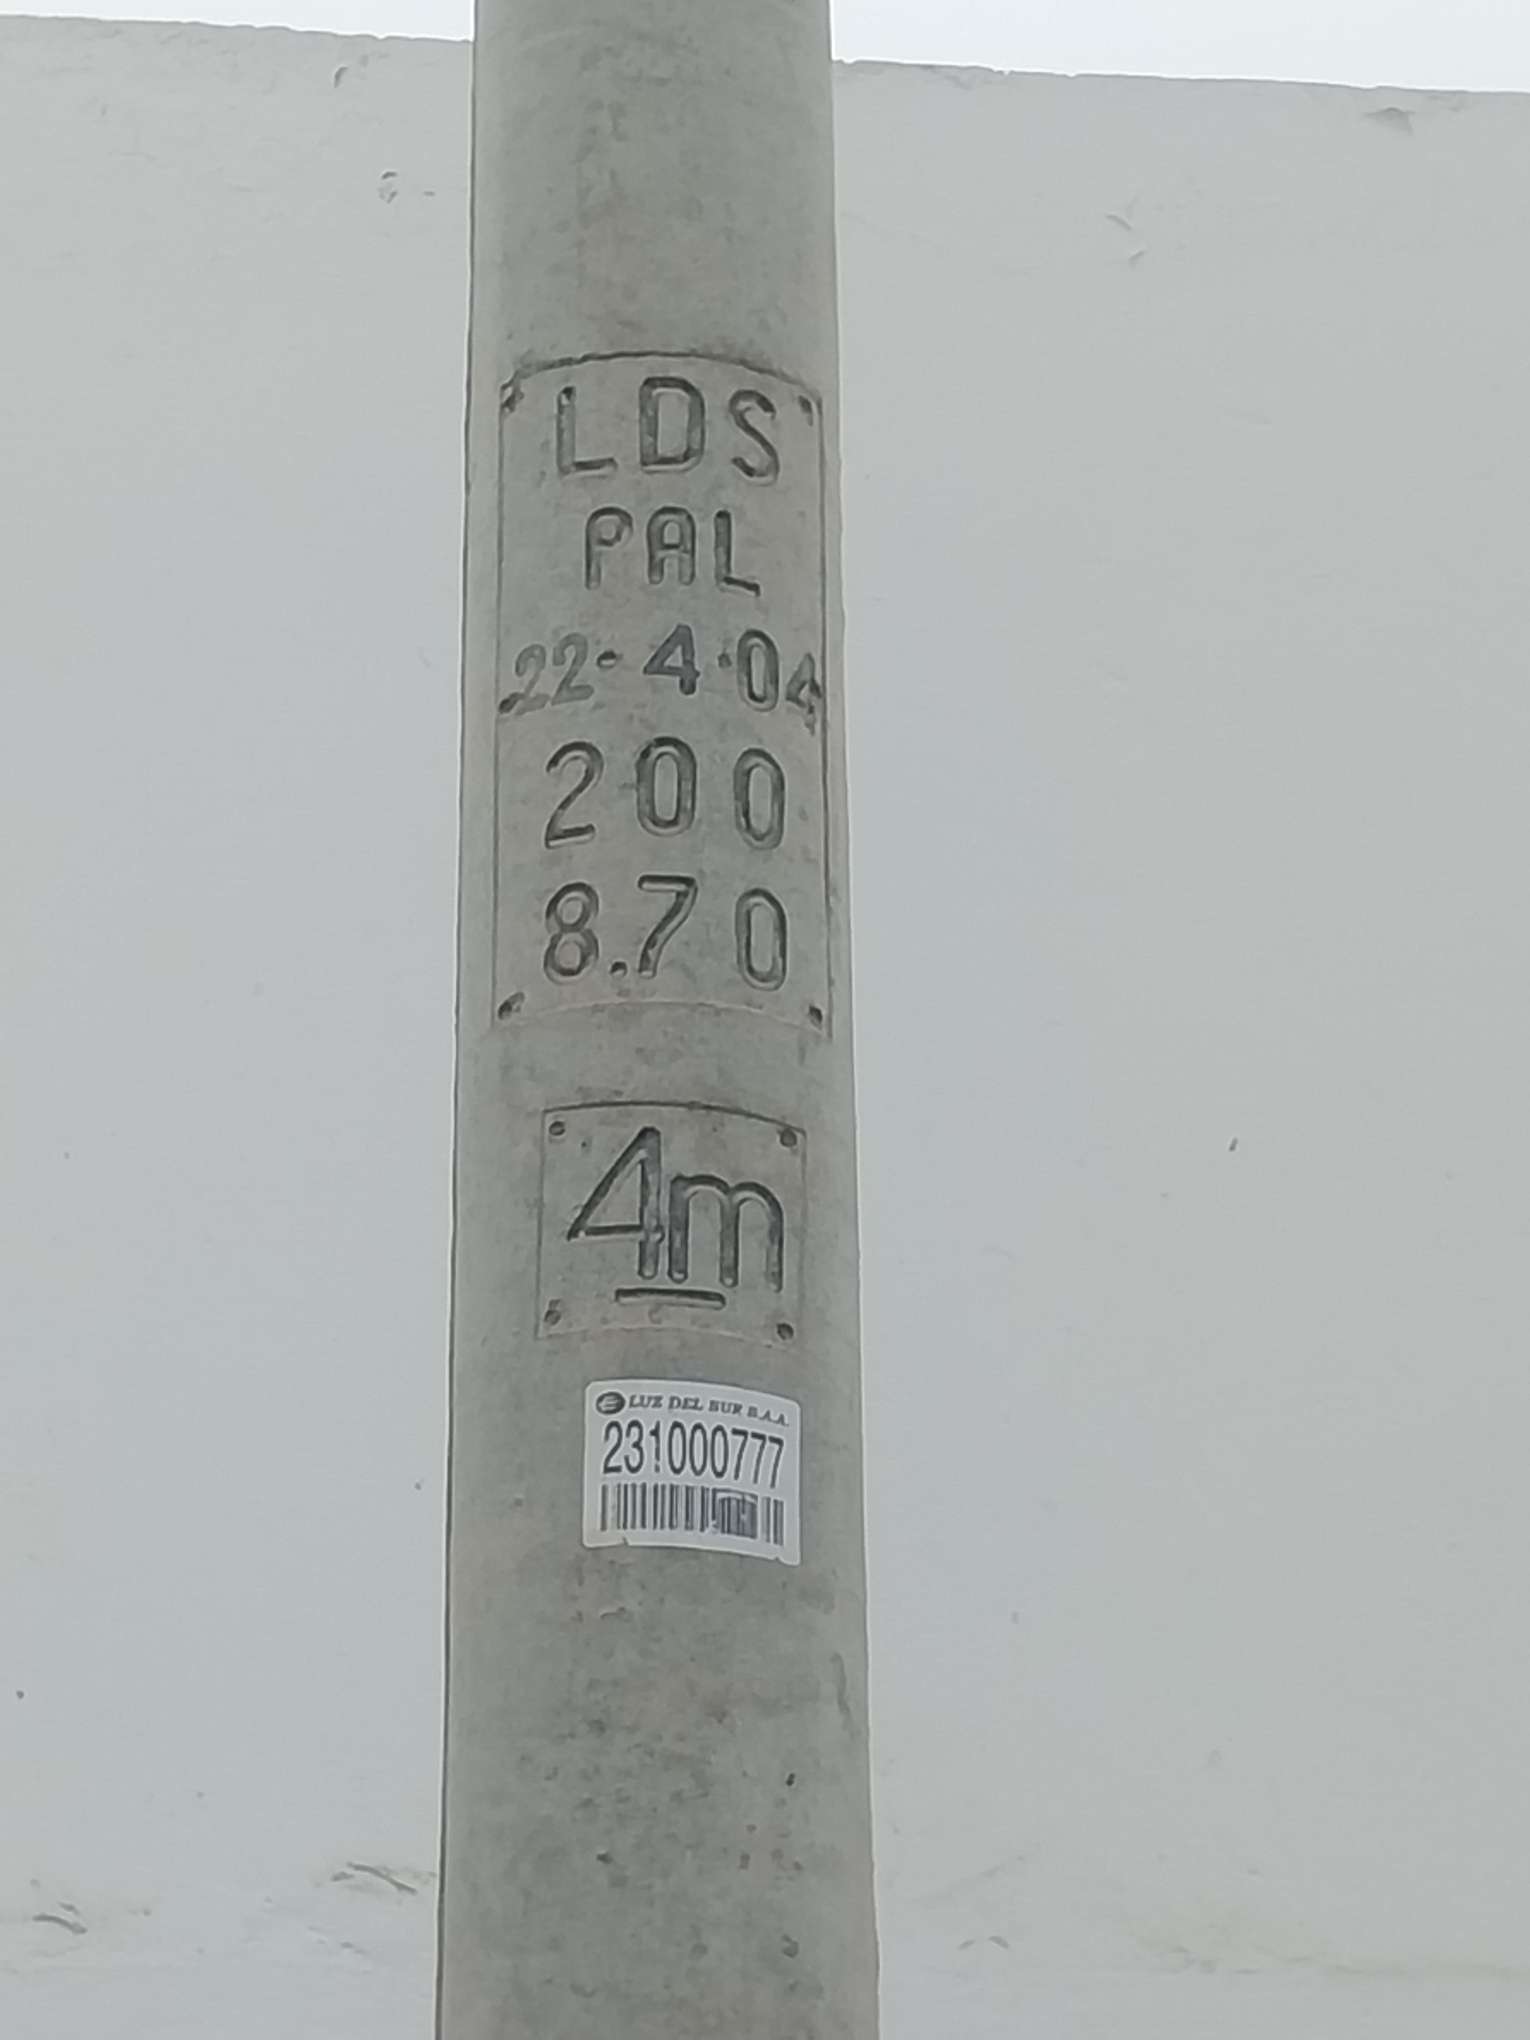 LDS
PAL
22·4·04
200
8.70
4m
LUZ DEL SUR S.A.A.
231000777